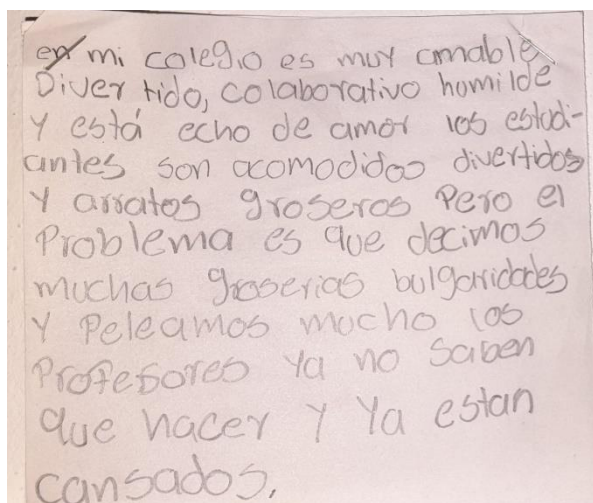 en mi colegio es muy amable
Divertido, colaborativo humilde
y está echo de amor los estudi-
antes son acomodidos divertidos
y arratos groseros Pero el
Problema es que decimos
muchas groserias bulgaridades
y Peleamos mucho los
Profesores Ya no saben
que hacer y Ya estan
cansados,